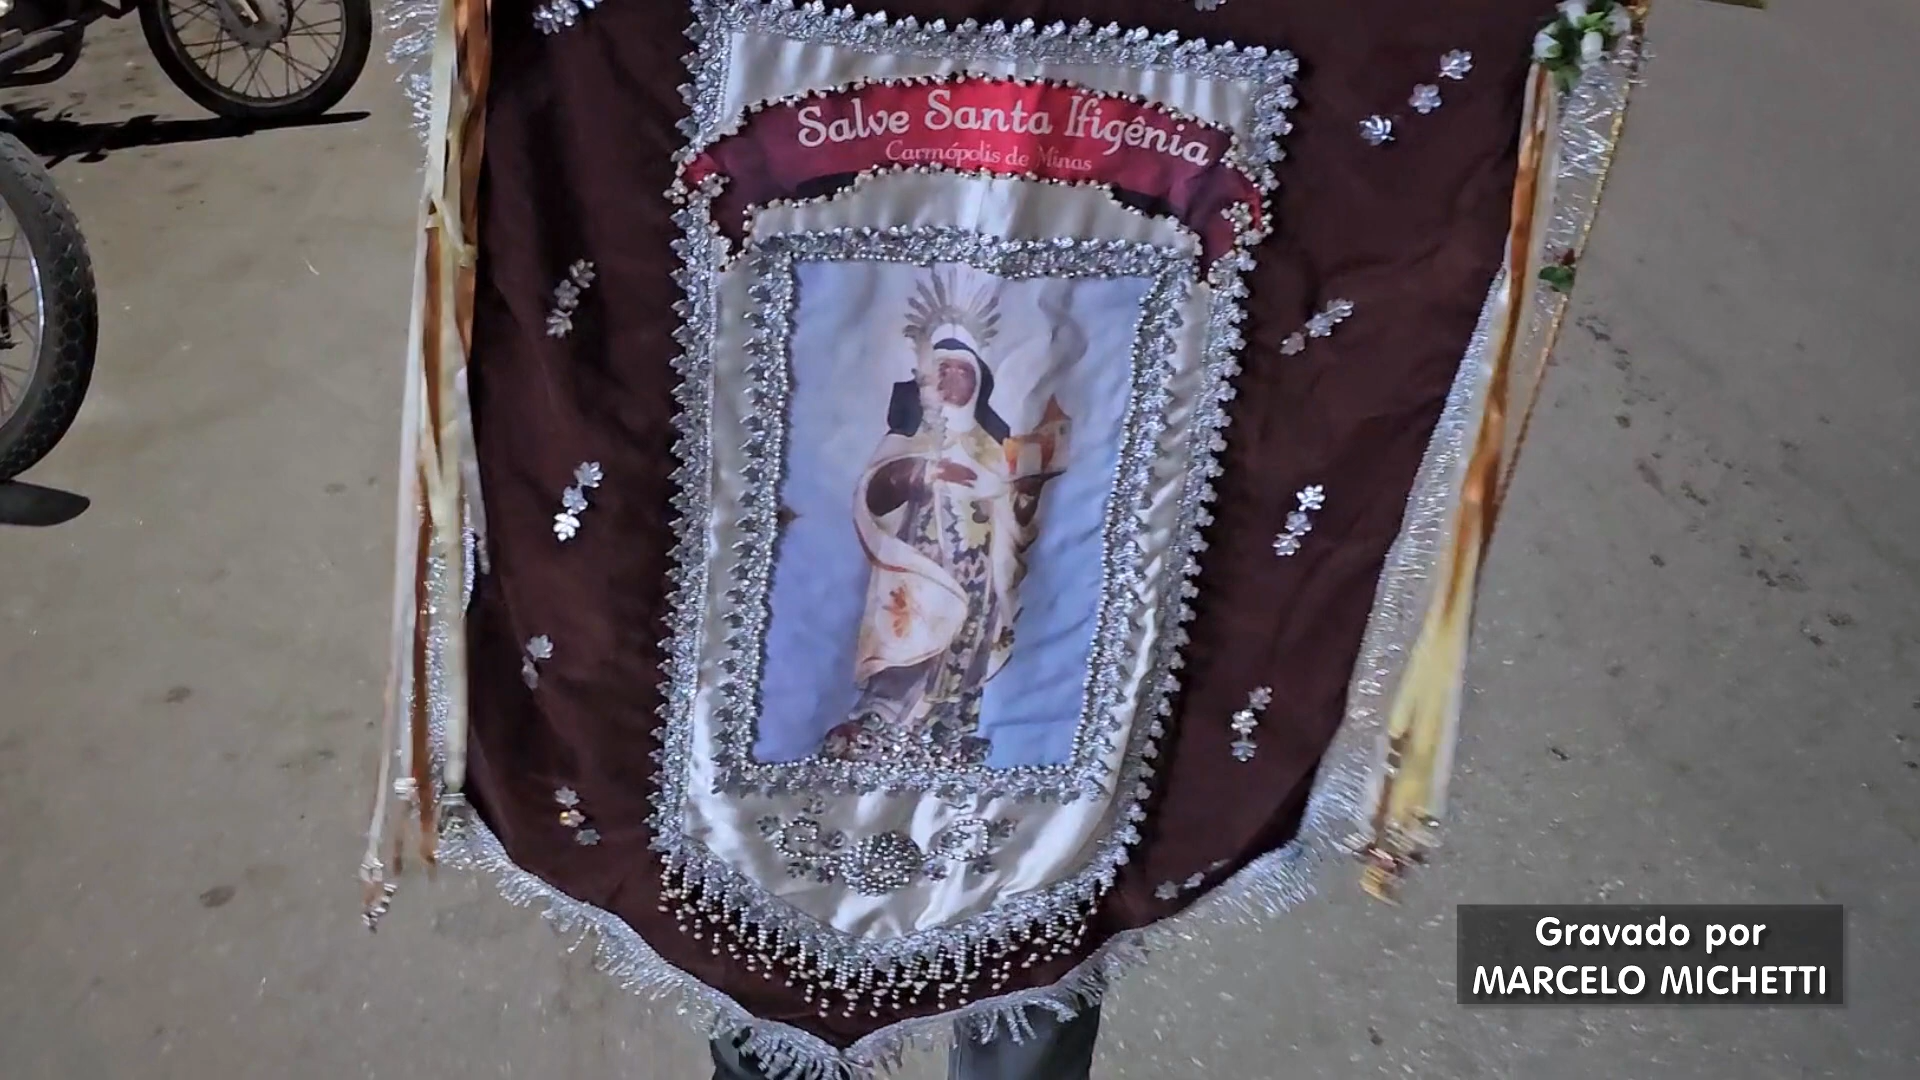 Salve Santa Ifigênia
Carmópolis de Minas
Gravado por
MARCELO MICHETTI